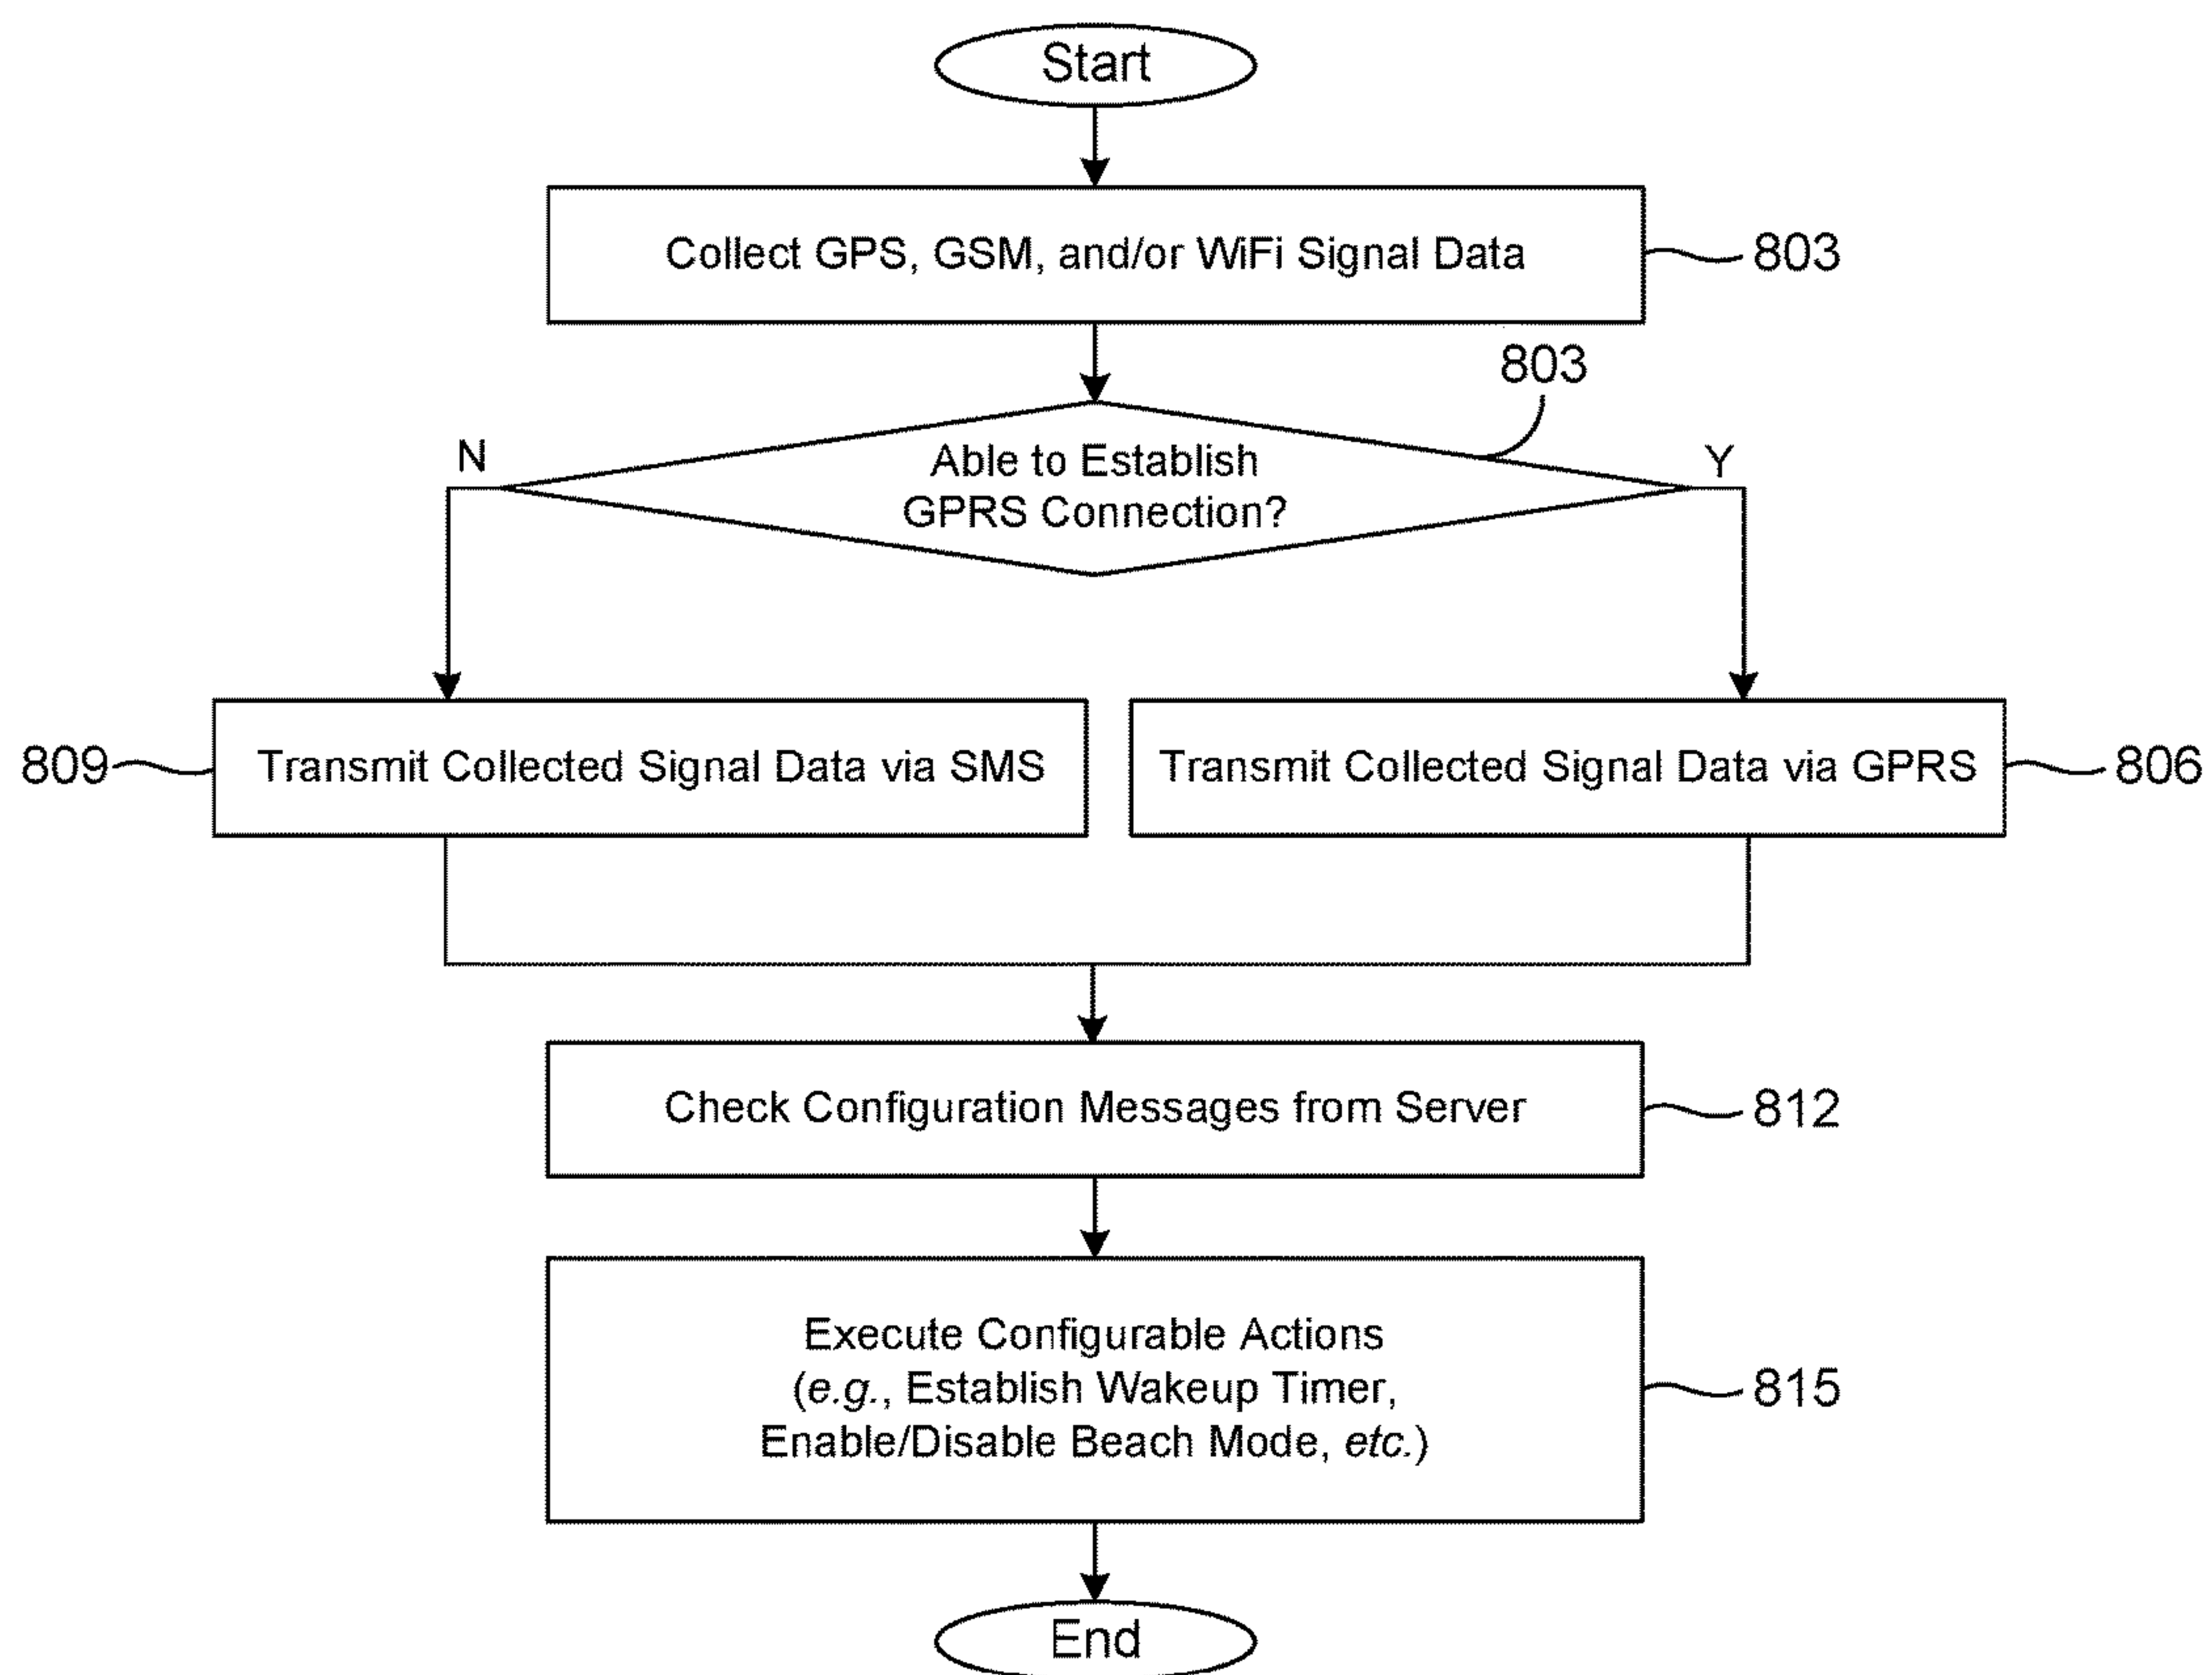 Start
Collect GPS, GSM, and/or WiFi Signal Data
803
803
N
Able to Establish
GPRS Connection?
Y
809
Transmit Collected Signal Data via SMS
Transmit Collected Signal Data via GPRS
806
Check Configuration Messages from Server
812
Execute Configurable Actions
(e.g., Establish Wakeup Timer,
Enable/Disable Beach Mode, etc.)
815
End